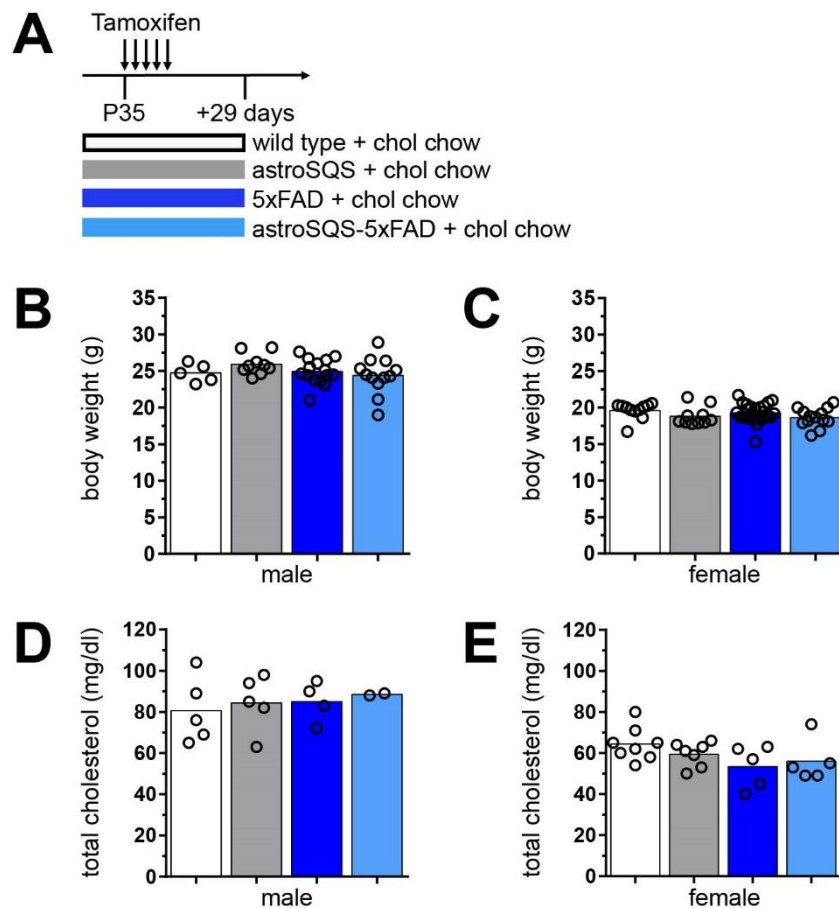 A
Tamoxifen
P35
+29 days
wild type + chol chow
astroSQS + chol chow
5xFAD + chol chow
astroSQS-5xFAD + chol chow
B
body weight (g)
35
30
25
20
15
10
5
0
male
C
body weight (g)
35
30
25
20
15
10
5
0
female
D
total cholesterol (mg/dl)
120
100
80
60
40
20
0
male
E
total cholesterol (mg/dl)
120
100
80
60
40
20
0
female